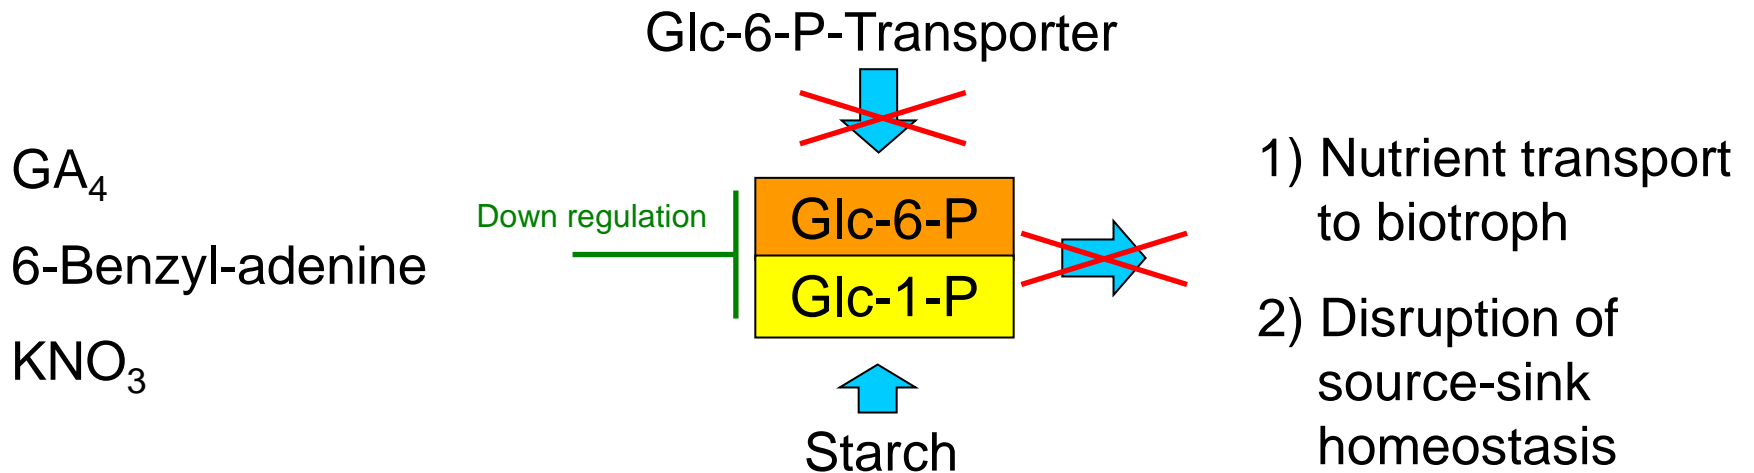 Glc-6-P-Transporter
GA₄
6-Benzyl-adenine
KNO₃
Down regulation
Glc-6-P
Glc-1-P
Starch
1) Nutrient transport
to biotroph
2) Disruption of
source-sink
homeostasis